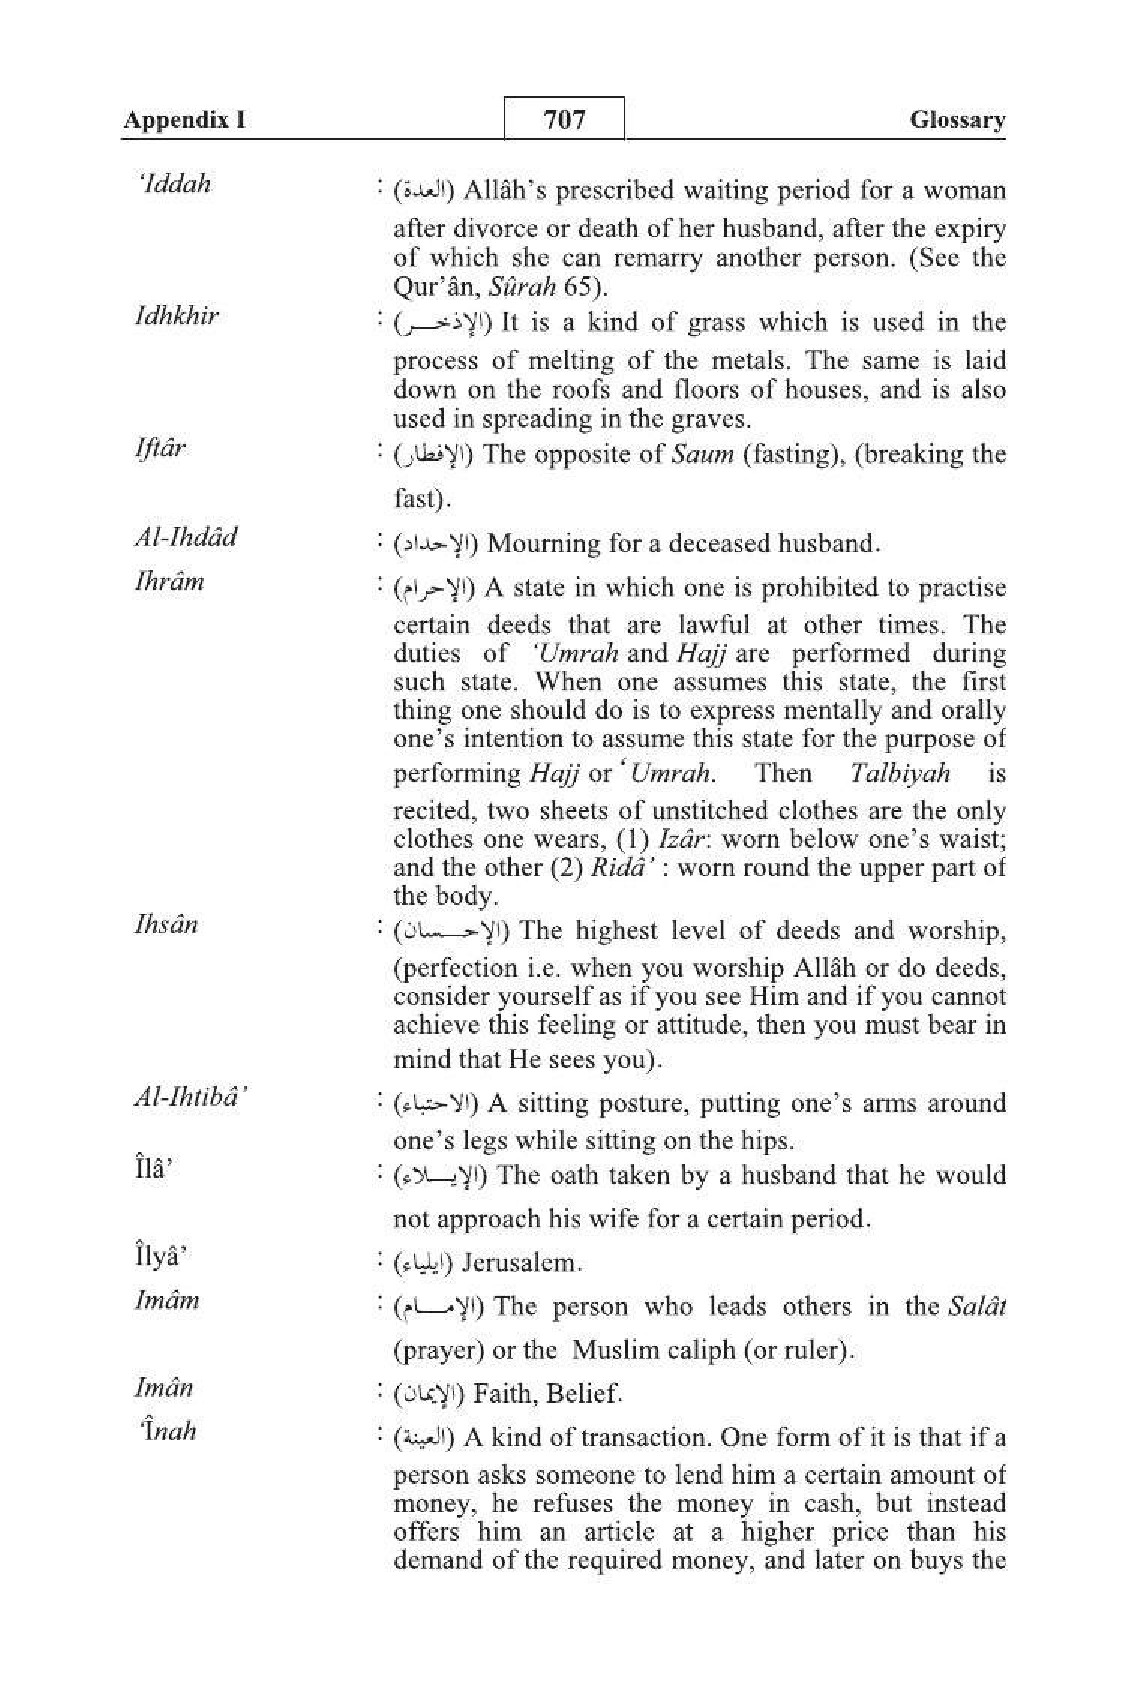 Appendix I 707 Glossary
‘Iddah : (العدة) Allâh’s prescribed waiting period for a woman
after divorce or death of her husband, after the expiry
of which she can remarry another person. (See the
Qur’ân, Sûrah 65).
Idhkhir : (الإذخـــر) It is a kind of grass which is used in the
process of melting of the metals. The same is laid
down on the roofs and floors of houses, and is also
used in spreading in the graves.
Iftâr : (الإفطار) The opposite of Saum (fasting), (breaking the
fast).
Al-Ihdâd : (الإحداد) Mourning for a deceased husband.
Ihrâm : (الإحرام) A state in which one is prohibited to practise
certain deeds that are lawful at other times. The
duties of ‘Umrah and Hajj are performed during
such state. When one assumes this state, the first
thing one should do is to express mentally and orally
one’s intention to assume this state for the purpose of
performing Hajj or ‘Umrah. Then Talbiyah is
recited, two sheets of unstitched clothes are the only
clothes one wears, (1) Izâr: worn below one’s waist;
and the other (2) Ridâ’ : worn round the upper part of
the body.
Ihsân : (الإحـــسان) The highest level of deeds and worship,
(perfection i.e. when you worship Allâh or do deeds,
consider yourself as if you see Him and if you cannot
achieve this feeling or attitude, then you must bear in
mind that He sees you).
Al-Ihtibâ’ : (الاحتباء) A sitting posture, putting one’s arms around
one’s legs while sitting on the hips.
Îlâ’ : (الإيـــلاء) The oath taken by a husband that he would
not approach his wife for a certain period.
Îlyâ’ : (ايلياء) Jerusalem.
Imâm : (الإمـــام) The person who leads others in the Salât
(prayer) or the Muslim caliph (or ruler).
Imân : (الإيمان) Faith, Belief.
‘Înah : (العينة) A kind of transaction. One form of it is that if a
person asks someone to lend him a certain amount of
money, he refuses the money in cash, but instead
offers him an article at a higher price than his
demand of the required money, and later on buys the